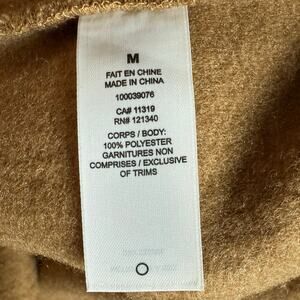 M
FAIT EN CHINE
MADE IN CHINA
100039076
CA# 11319
RN# 121340
CORPS / BODY:
100% POLYESTER
GARNITURES NON
COMPRISES / EXCLUSIVE
OF TRIMS